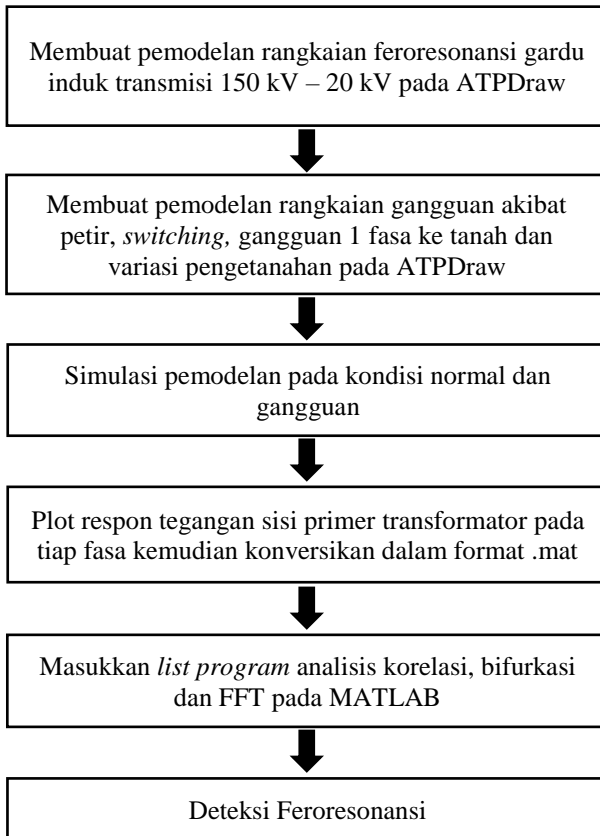 Membuat pemodelan rangkaian feroresonansi gardu
induk transmisi 150 kV – 20 kV pada ATPDraw
Membuat pemodelan rangkaian gangguan akibat
petir, switching, gangguan 1 fasa ke tanah dan
variasi pengetanahan pada ATPDraw
Simulasi pemodelan pada kondisi normal dan
gangguan
Plot respon tegangan sisi primer transformator pada
tiap fasa kemudian konversikan dalam format .mat
Masukkan list program analisis korelasi, bifurkasi
dan FFT pada MATLAB
Deteksi Feroresonansi